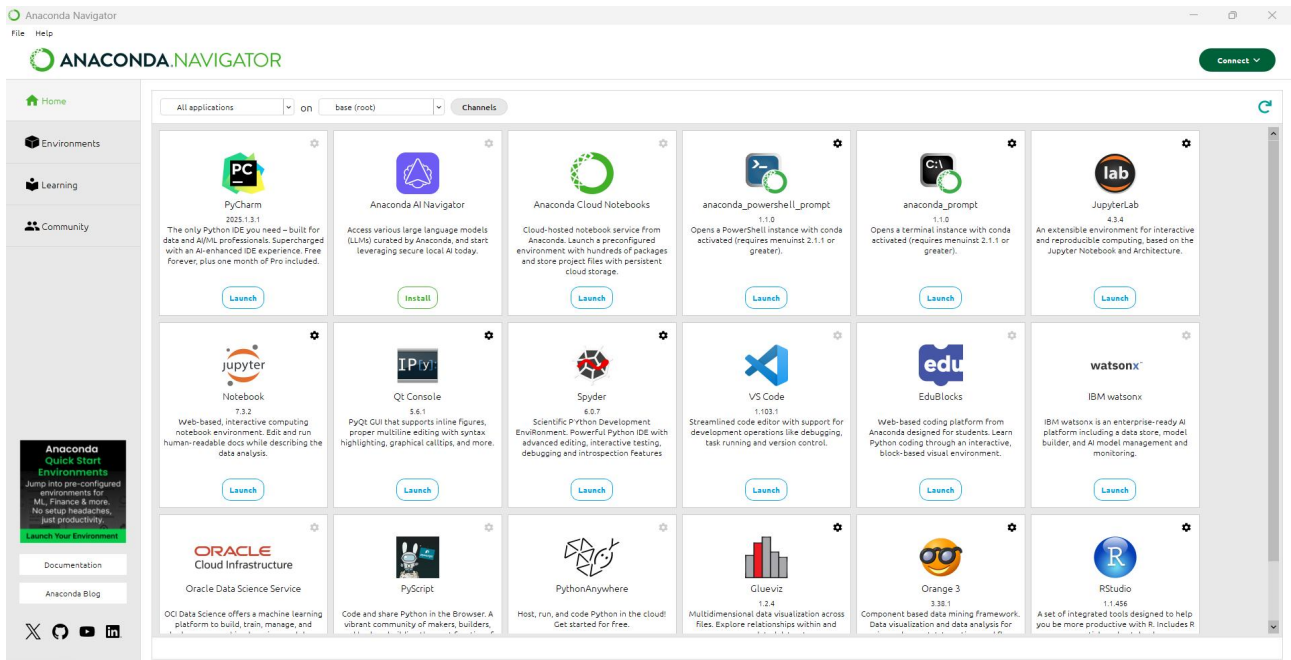 Anaconda Navigator
File Help
ANACONDA.NAVIGATOR
Connect
Home
Environments
Learning
Community
Anaconda
Quick Start
Environments
Jump into pre-configured
environments for
ML, Finance & more.
No setup headaches,
just productivity.
Launch Your Environment
Documentation
Anaconda Blog
All applications on base (root) Channels
PC
PyCharm
2025.1.3.1
The only Python IDE you need – built for
data and AI/ML professionals. Supercharged
with an AI-enhanced IDE experience. Free
forever, plus one month of Pro included.
Launch
Anaconda AI Navigator
Access various large language models
(LLMs) curated by Anaconda, and start
leveraging secure local AI today.
Install
Anaconda Cloud Notebooks
Cloud-hosted notebook service from
Anaconda. Launch a preconfigured
environment with hundreds of packages
and store project files with persistent
cloud storage.
Launch
anaconda_powershell_prompt
1.1.0
Opens a PowerShell instance with conda
activated (requires menuinst 2.1.1 or
greater).
Launch
C:\
anaconda_prompt
1.1.0
Opens a terminal instance with conda
activated (requires menuinst 2.1.1 or
greater).
Launch
lab
JupyterLab
4.3.4
An extensible environment for interactive
and reproducible computing, based on the
Jupyter Notebook and Architecture.
Launch
jupyter
Notebook
7.3.2
Web-based, interactive computing
notebook environment. Edit and run
human-readable docs while describing the
data analysis.
Launch
IP[y]:
Qt Console
5.6.1
PyQt GUI that supports inline figures,
proper multiline editing with syntax
highlighting, graphical calltips, and more.
Launch
Spyder
6.0.7
Scientific PYthon Development
EnviRonment. Powerful Python IDE with
advanced editing, interactive testing,
debugging and introspection features
Launch
VS Code
1.103.1
Streamlined code editor with support for
development operations like debugging,
task running and version control.
Launch
edu
EduBlocks
Web-based coding platform from
Anaconda designed for students. Learn
Python coding through an interactive,
block-based visual environment.
Launch
watsonx
IBM watsonx
IBM watsonx is an enterprise-ready AI
platform including a data store, model
builder, and AI model management and
monitoring.
Launch
ORACLE
Cloud Infrastructure
Oracle Data Science Service
OCI Data Science offers a machine learning
platform to build, train, manage, and
PyScript
Code and share Python in the Browser. A
vibrant community of makers, builders,
PythonAnywhere
Host, run, and code Python in the cloud!
Get started for free.
Glueviz
1.2.4
Multidimensional data visualization across
files. Explore relationships within and
Orange 3
3.38.1
Component based data mining framework.
Data visualization and data analysis for
R
RStudio
1.1.456
A set of integrated tools designed to help
you be more productive with R. Includes R